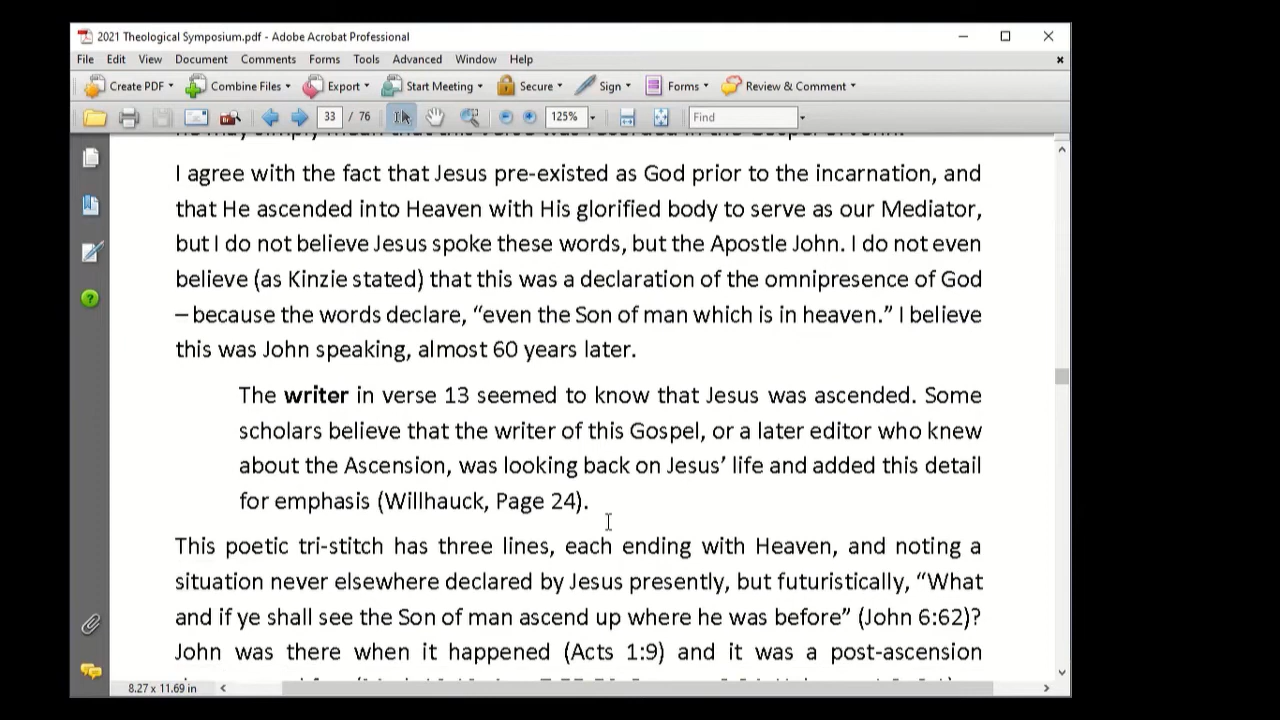 2021 Theological Symposium.pdf - Adobe Acrobat Professional
File Edit View Document Comments Forms Tools Advanced Window Help
Create PDF Combine Files Export Start Meeting Secure Sign Forms Review & Comment
33 / 76 125% Find
I agree with the fact that Jesus pre-existed as God prior to the incarnation, and
that He ascended into Heaven with His glorified body to serve as our Mediator,
but I do not believe Jesus spoke these words, but the Apostle John. I do not even
believe (as Kinzie stated) that this was a declaration of the omnipresence of God
– because the words declare, “even the Son of man which is in heaven.” I believe
this was John speaking, almost 60 years later.
The writer in verse 13 seemed to know that Jesus was ascended. Some
scholars believe that the writer of this Gospel, or a later editor who knew
about the Ascension, was looking back on Jesus’ life and added this detail
for emphasis (Willhauck, Page 24).
This poetic tri-stitch has three lines, each ending with Heaven, and noting a
situation never elsewhere declared by Jesus presently, but futuristically, “What
and if ye shall see the Son of man ascend up where he was before” (John 6:62)?
John was there when it happened (Acts 1:9) and it was a post-ascension
8.27 x 11.69 in